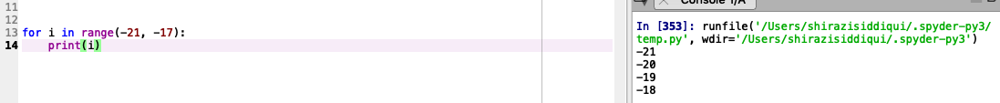 Console 1/A
11
12
13 for i in range(-21, -17):
14     print(i)
In [353]: runfile('/Users/shirazisiddiqui/.spyder-py3/
temp.py', wdir='/Users/shirazisiddiqui/.spyder-py3')
-21
-20
-19
-18